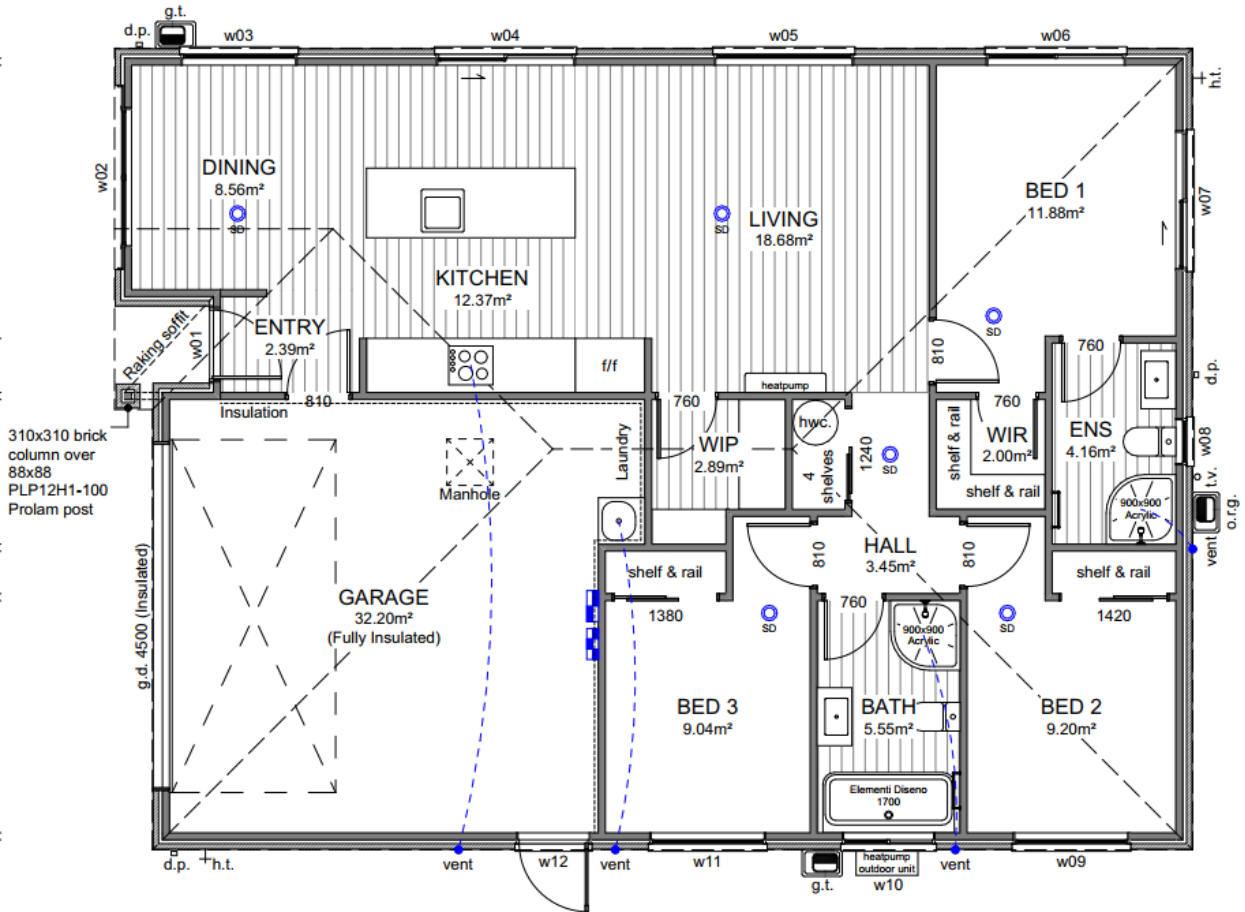 g.t.
d.p.
w03
w04
w05
w06
h.t.
w02
DINING
8.56m²
SD
KITCHEN
12.37m²
f/f
LIVING
18.68m²
SD
heatpump
BED 1
11.88m²
SD
w07
810
760
d.p.
Raking soffit
w01
ENTRY
2.39m²
810
Insulation
310x310 brick
column over
88x88
PLP12H1-100
Prolam post
Manhole
Laundry
760
WIP
2.89m²
hwc.
4
shelves
1240
SD
shelf & rail
760
WIR
2.00m²
shelf & rail
ENS
4.16m²
900x900
Acrylic
w08
t.v.
o.r.g.
vent
g.d. 4500 (Insulated)
GARAGE
32.20m²
(Fully Insulated)
shelf & rail
1380
810
HALL
3.45m²
810
760
900x900
Acrylic
shelf & rail
1420
SD
SD
BED 3
9.04m²
BATH
5.55m²
Elementi Diseno
1700
BED 2
9.20m²
d.p.
h.t.
vent
w12
vent
w11
g.t.
heatpump
outdoor unit
w10
vent
w09